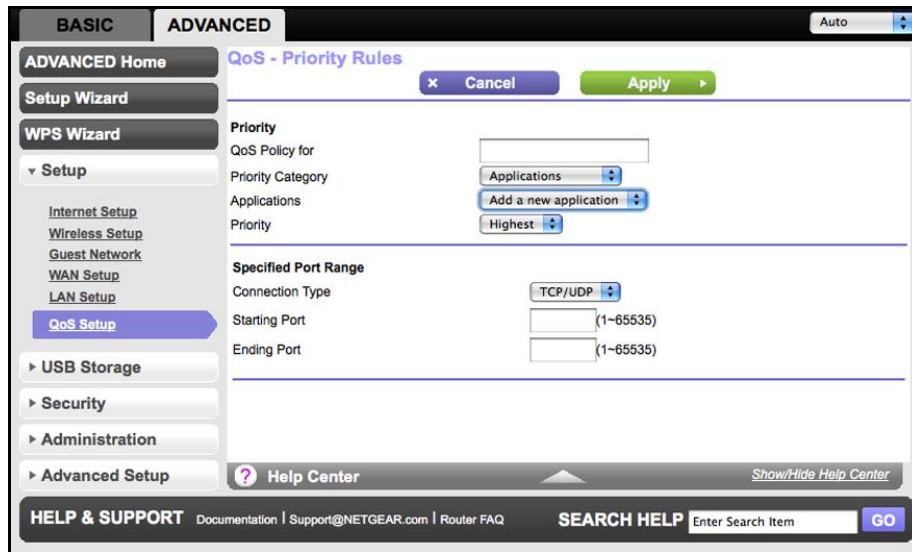 BASIC
ADVANCED
Auto
ADVANCED Home
Setup Wizard
WPS Wizard
Setup
Internet Setup
Wireless Setup
Guest Network
WAN Setup
LAN Setup
QoS Setup
USB Storage
Security
Administration
Advanced Setup
QoS - Priority Rules
× Cancel
Apply
Priority
QoS Policy for
Priority Category Applications
Applications Add a new application
Priority Highest
Specified Port Range
Connection Type TCP/UDP
Starting Port (1~65535)
Ending Port (1~65535)
? Help Center
Show/Hide Help Center
HELP & SUPPORT Documentation | Support@NETGEAR.com | Router FAQ
SEARCH HELP Enter Search Item GO